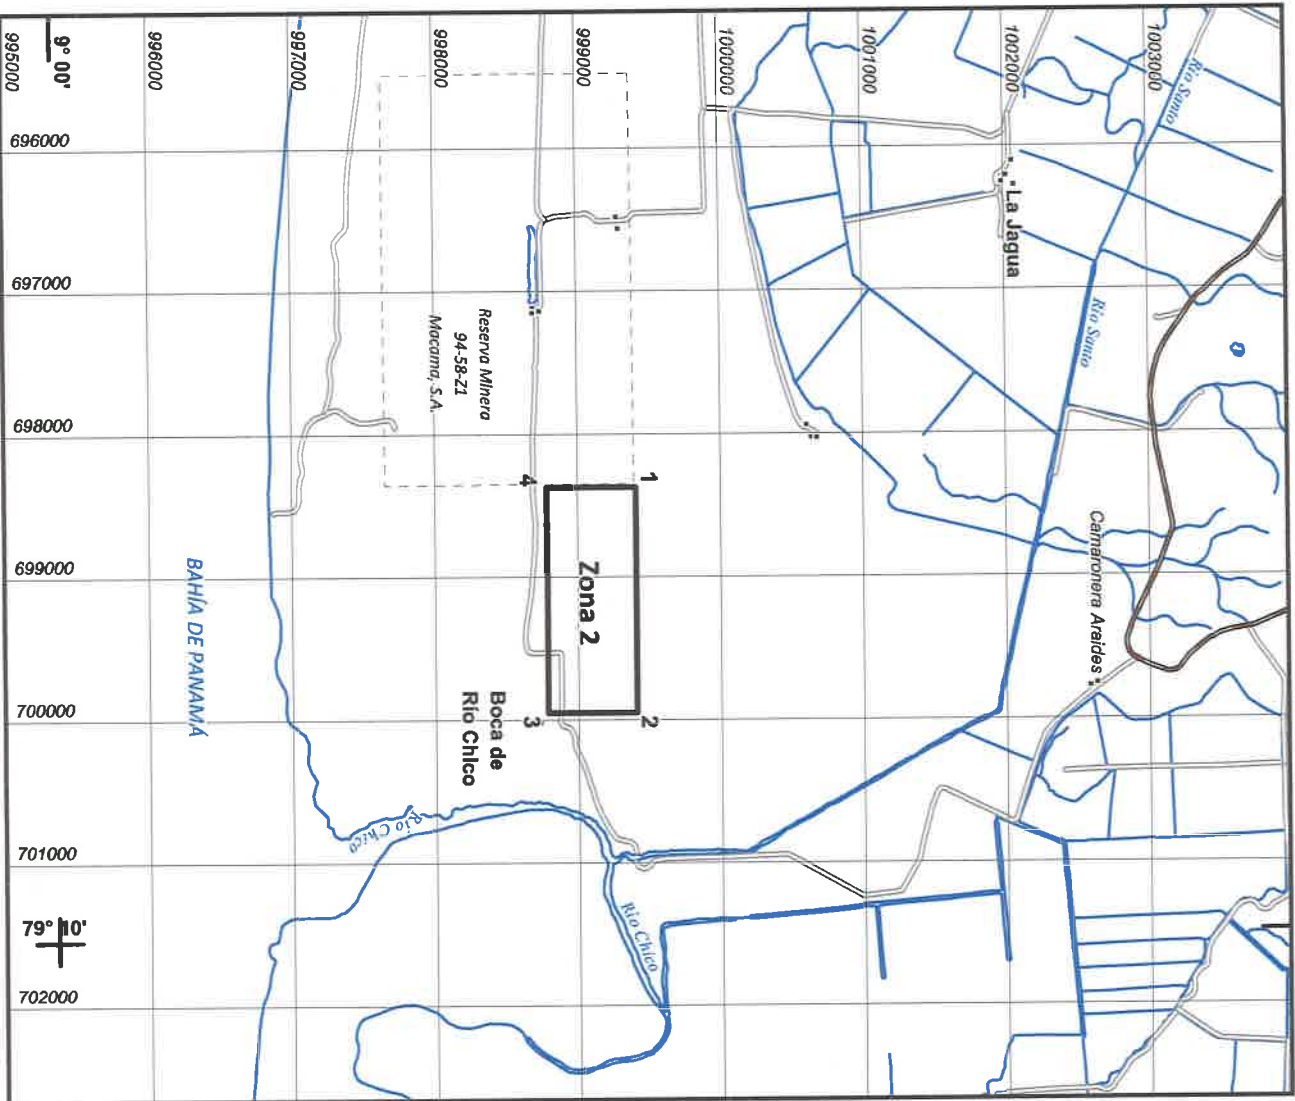 995000
996000
997000
998000
999000
1000000
1001000
1002000
1003000
9° 00'
696000
697000
698000
699000
700000
701000
702000
79° 10'
Río Santo
La Jagua
Río Santo
Reserva Minera
94-58-Z1
Macama, S.A.
Camaronera Araides
1
2
3
4
Zona 2
Boca de
Río Chico
BAHÍA DE PANAMÁ
Río Chico
Río Chico